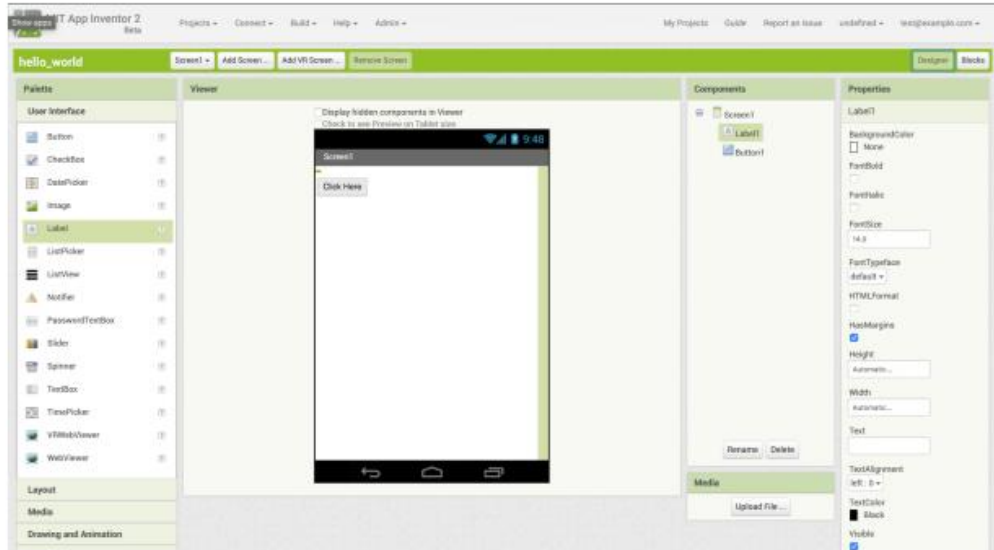 Show apps
MIT App Inventor 2
Beta
Projects
Connect
Build
Help
Admin
My Projects
Guide
Report an Issue
undefined
test@example.com
hello_world
Screen1
Add Screen ...
Add VR Screen ...
Remove Screen
Designer
Blocks
Palette
User Interface
Button
CheckBox
DatePicker
Image
Label
ListPicker
ListView
Notifier
PasswordTextBox
Slider
Spinner
TextBox
TimePicker
VRWebViewer
WebViewer
Layout
Media
Drawing and Animation
Viewer
Display hidden components in Viewer
Check to see Preview on Tablet size.
9:48
Screen1
Click Here
Components
Screen1
Label1
Button1
Rename
Delete
Media
Upload File ...
Properties
Label1
BackgroundColor
None
FontBold
FontItalic
FontSize
14.0
FontTypeface
default
HTMLFormat
HasMargins
Height
Automatic...
Width
Automatic...
Text
TextAlignment
left : 0
TextColor
Black
Visible